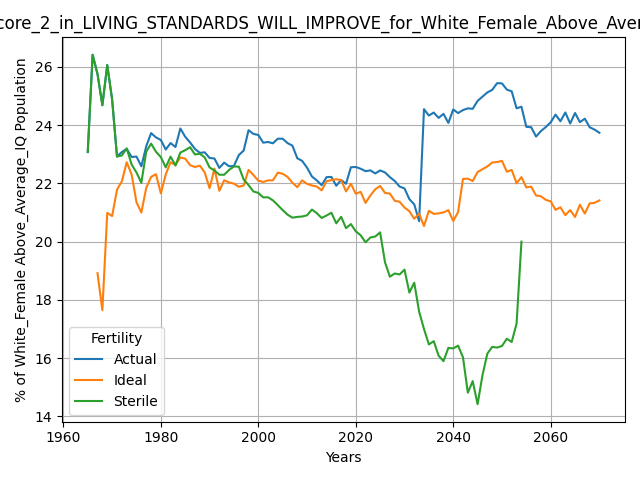 core_2_in_LIVING_STANDARDS_WILL_IMPROVE_for_White_Female_Above_Aver
26
24
22
20
18
16
14
% of White_Female Above_Average_IQ Population
Fertility
Actual
Ideal
Sterile
1960
1980
2000
2020
2040
2060
Years